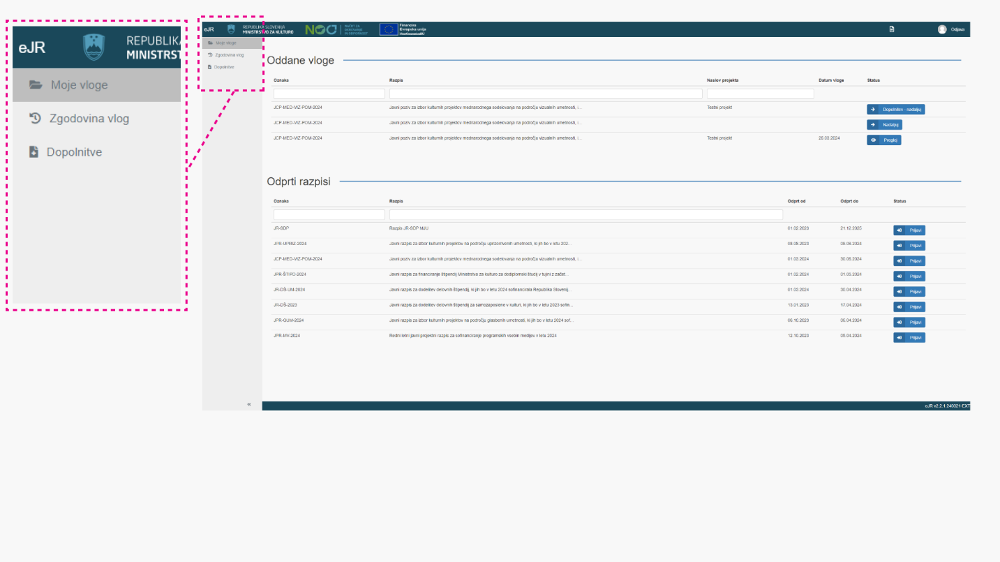 eJR
REPUBLIK
MINISTRST
Moje vloge
Zgodovina vlog
Dopolnitve
eJR
REPUBLIKA SLOVENIJA
MINISTRSTVO ZA KULTURO
NAČRT ZA
OKREVANJE
IN ODPORNOST
Financira
Evropska unija
NextGenerationEU
Odjava
Moje vloge
Zgodovina vlog
Dopolnitve
Oddane vloge
Oznaka Razpis Naslov projekta Datum vloge Status
JCP-MED-VIZ-POM-2024 Javni poziv za izbor kulturnih projektov mednarodnega sodelovanja na področju vizualnih umetnosti, i... Testni projekt Dopolnitev - nadaljuj
JCP-MED-VIZ-POM-2024 Javni poziv za izbor kulturnih projektov mednarodnega sodelovanja na področju vizualnih umetnosti, i... Nadaljuj
JCP-MED-VIZ-POM-2024 Javni poziv za izbor kulturnih projektov mednarodnega sodelovanja na področju vizualnih umetnosti, i... Testni projekt 25.03.2024 Preglej
Odprti razpisi
Oznaka Razpis Odprt od Odprt do Status
JR-SDP Razpis JR-SDP MJU 01.02.2023 21.12.2025 Prijavi
JPR-UPRIZ-2024 Javni razpis za izbor kulturnih projektov na področju uprizoritvenih umetnosti, ki jih bo v letu 202... 08.08.2023 08.08.2024 Prijavi
JCP-MED-VIZ-POM-2024 Javni poziv za izbor kulturnih projektov mednarodnega sodelovanja na področju vizualnih umetnosti, i... 01.03.2024 30.06.2024 Prijavi
JPR-ŠTIPD-2024 Javni razpis za financiranje štipendij Ministrstva za kulturo za dodiplomski študij v tujini z začet... 01.02.2024 01.05.2024 Prijavi
JR-DŠ-UM-2024 Javni razpis za dodelitev delovnih štipendij, ki jih bo v letu 2024 sofinancirala Republika Slovenij... 01.03.2024 30.04.2024 Prijavi
JR-DŠ-2023 Javni razpis za dodelitev delovnih štipendij za samozaposlene v kulturi, ki jih bo v letu 2023 sofin... 13.01.2023 17.04.2024 Prijavi
JPR-GUM-2024 Javni razpis za izbor kulturnih projektov na področju glasbenih umetnosti, ki jih bo v letu 2024 sof... 06.10.2023 06.04.2024 Prijavi
JPR-MV-2024 Redni letni javni projektni razpis za sofinanciranje programskih vsebin medijev v letu 2024 12.10.2023 05.04.2024 Prijavi
eJR v2.2.1.240321-EXT